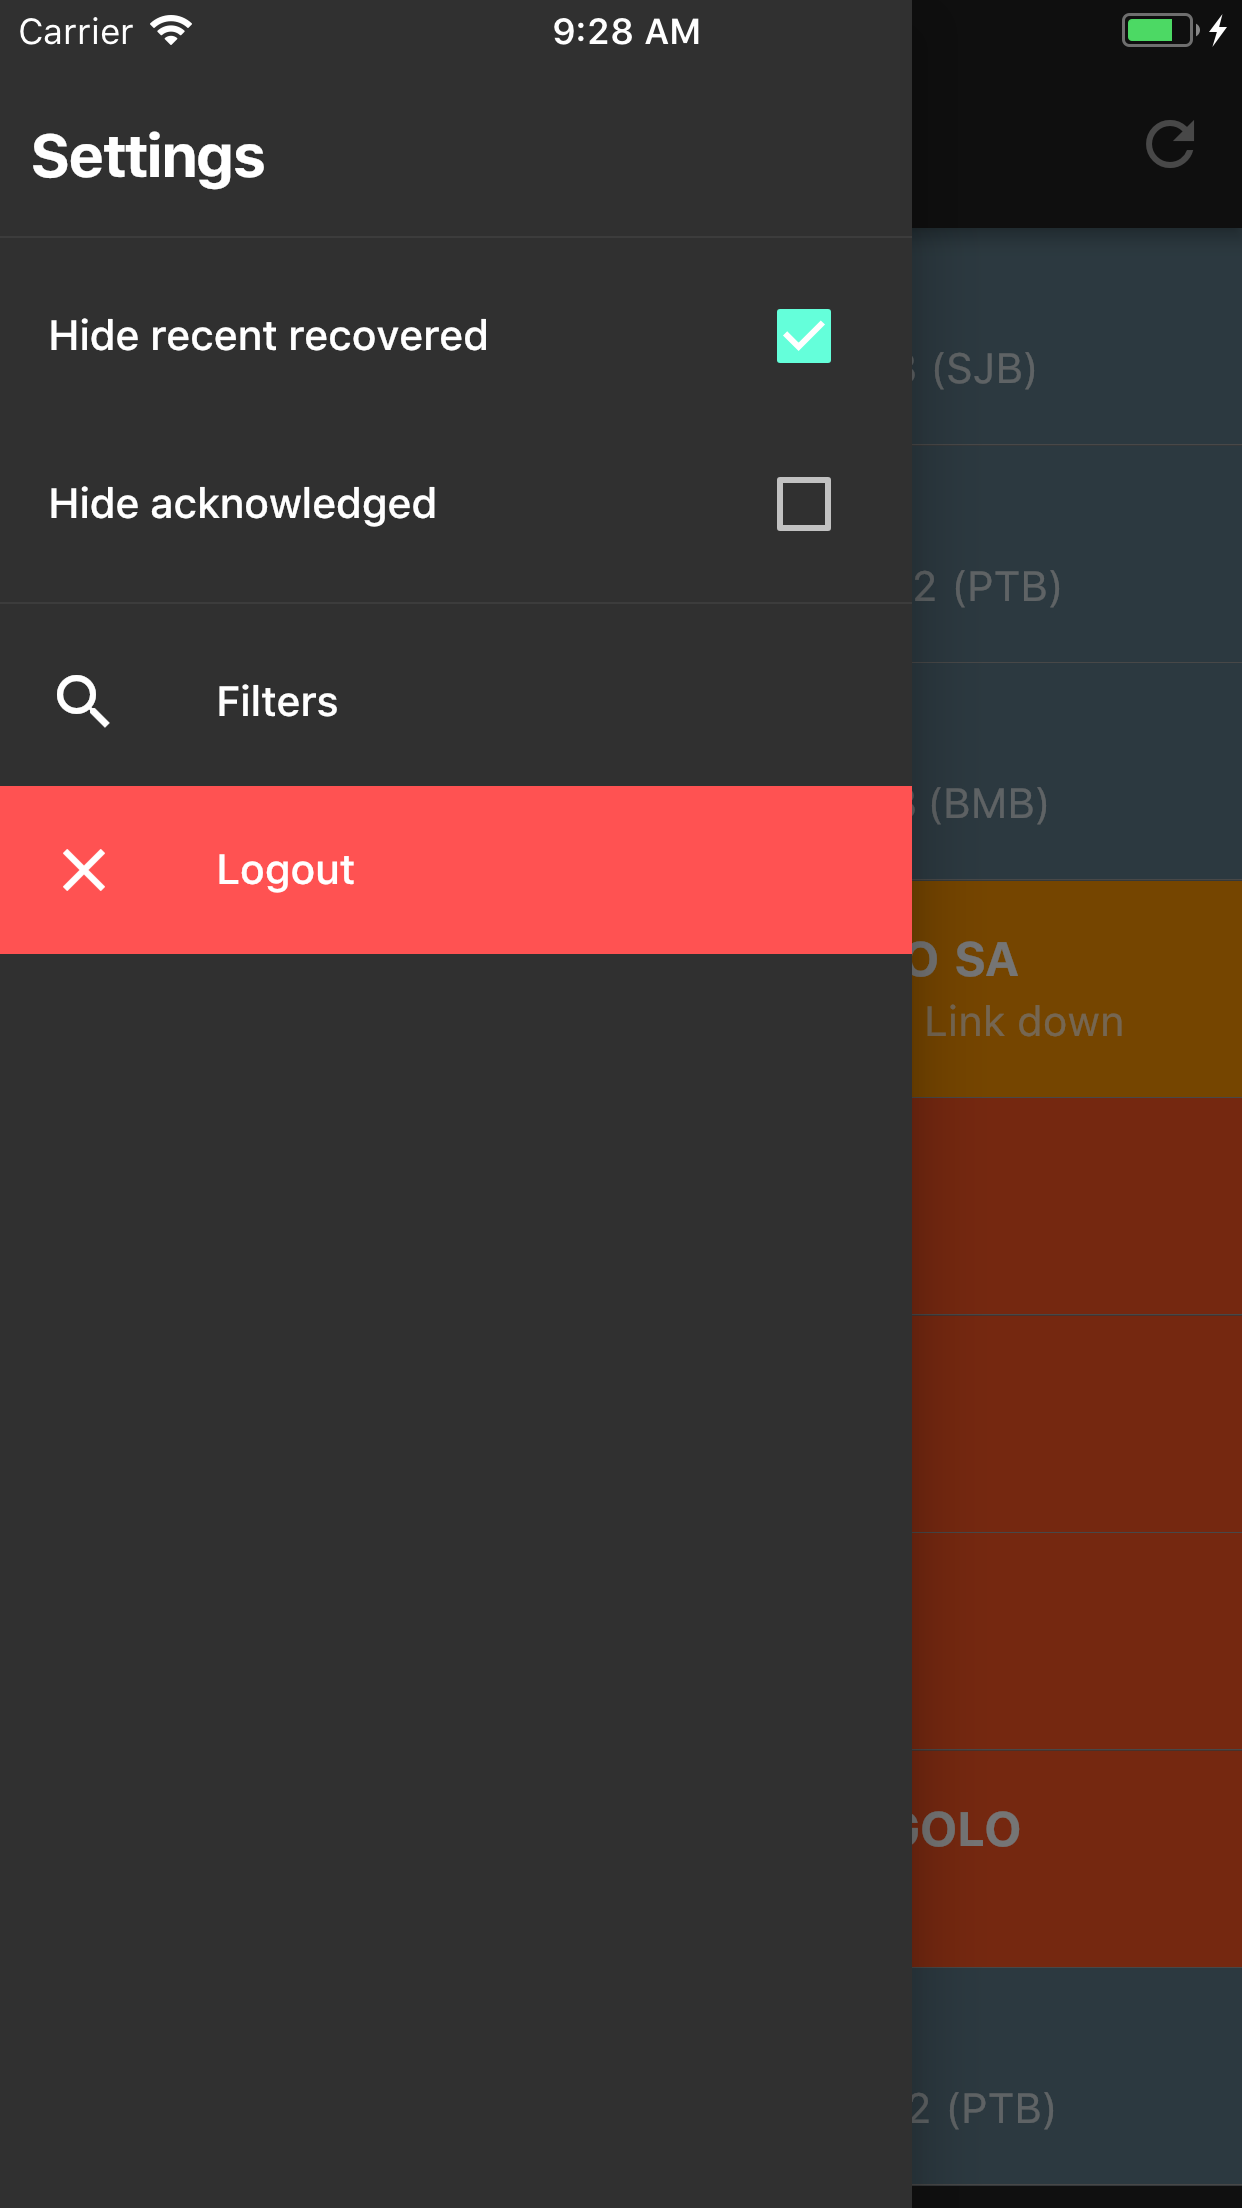 Carrier 9:28 AM
Settings
Hide recent recovered
(SJB)
Hide acknowledged
2 (PTB)
Filters
(BMB)
Logout
SA
Link down
2 (PTB)